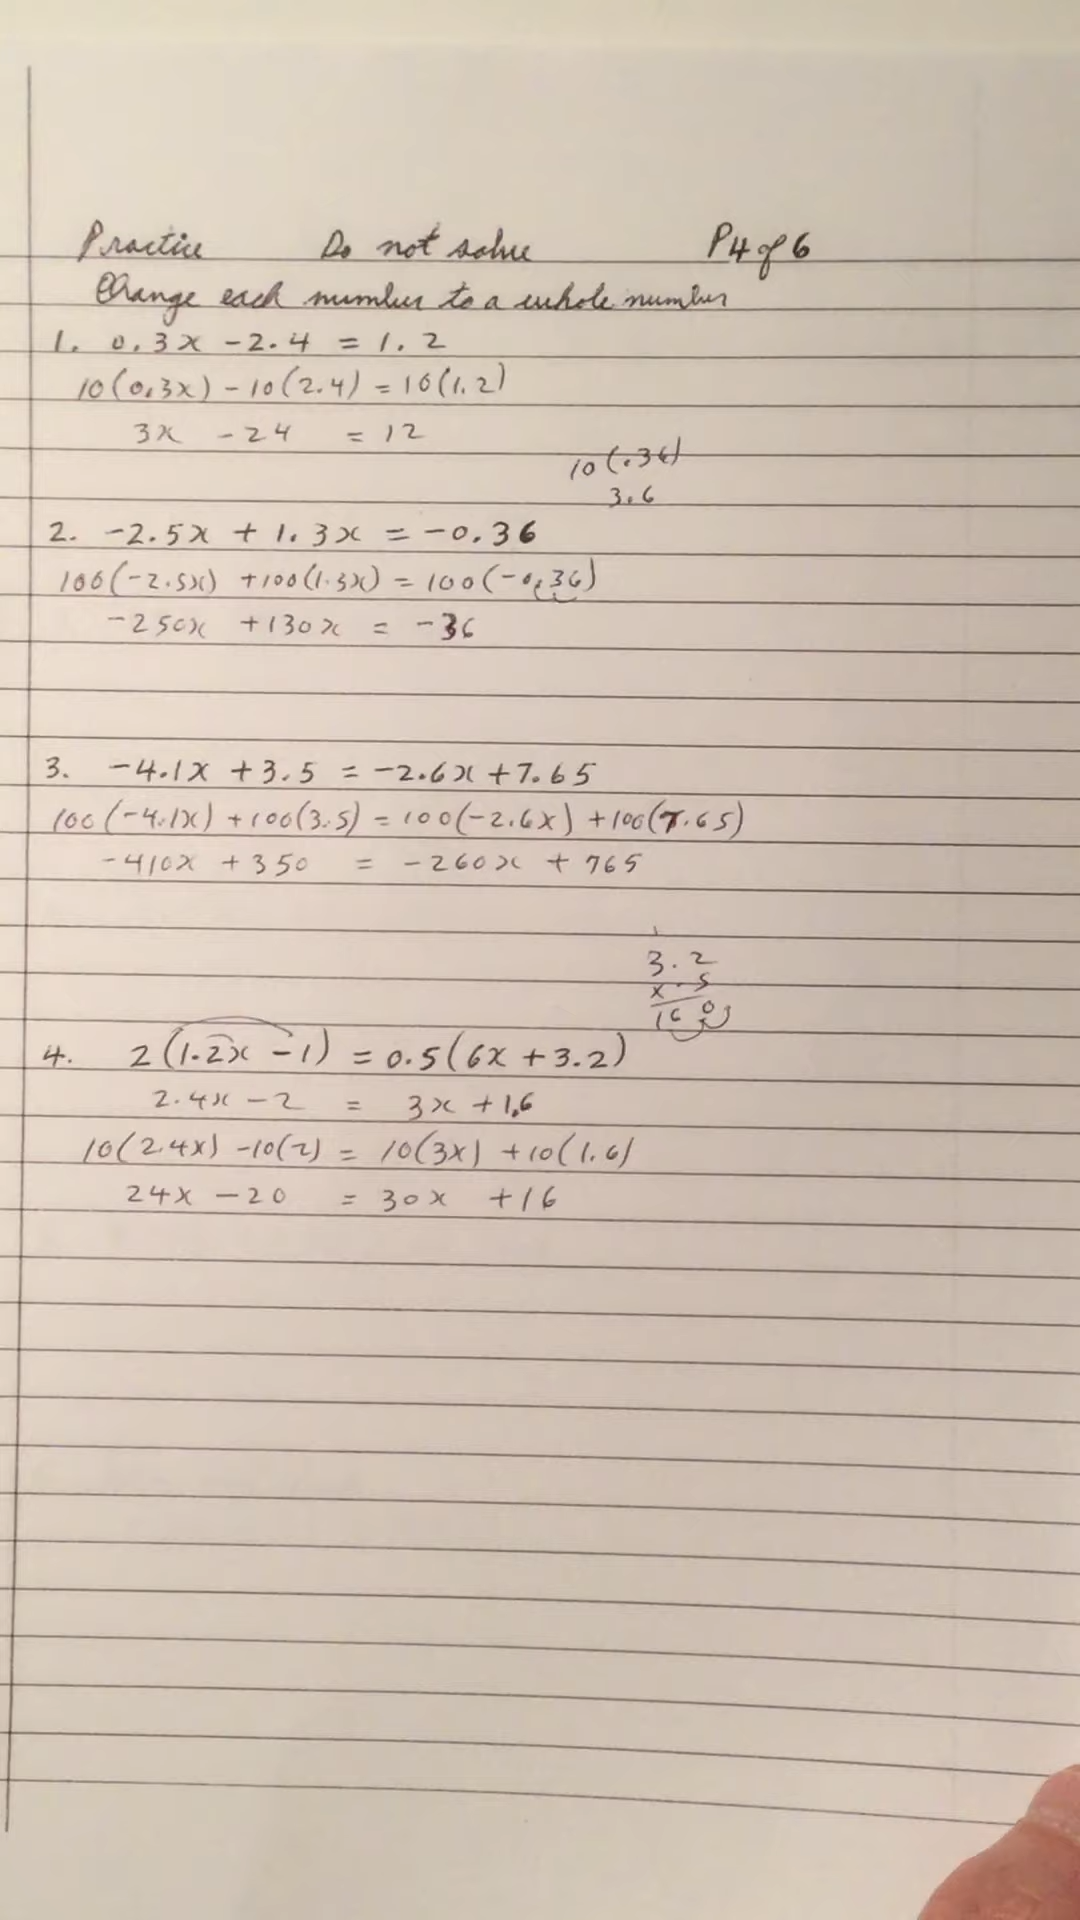 Practice Do not solve P4 of 6
Change each number to a whole number
1. 0.3x - 2.4 = 1.2
10(0.3x) - 10(2.4) = 10(1.2)
3x - 24 = 12
10(.36)
3.6
2. -2.5x + 1.3x = -0.36
100(-2.5x) + 100(1.3x) = 100(-0.36)
-250x + 130x = -36
3. -4.1x + 3.5 = -2.6x + 7.65
100(-4.1x) + 100(3.5) = 100(-2.6x) + 100(7.65)
-410x + 350 = -260x + 765
1
3.2
x .5
160
4. 2(1.2x - 1) = 0.5(6x + 3.2)
2.4x - 2 = 3x + 1.6
10(2.4x) - 10(2) = 10(3x) + 10(1.6)
24x - 20 = 30x + 16